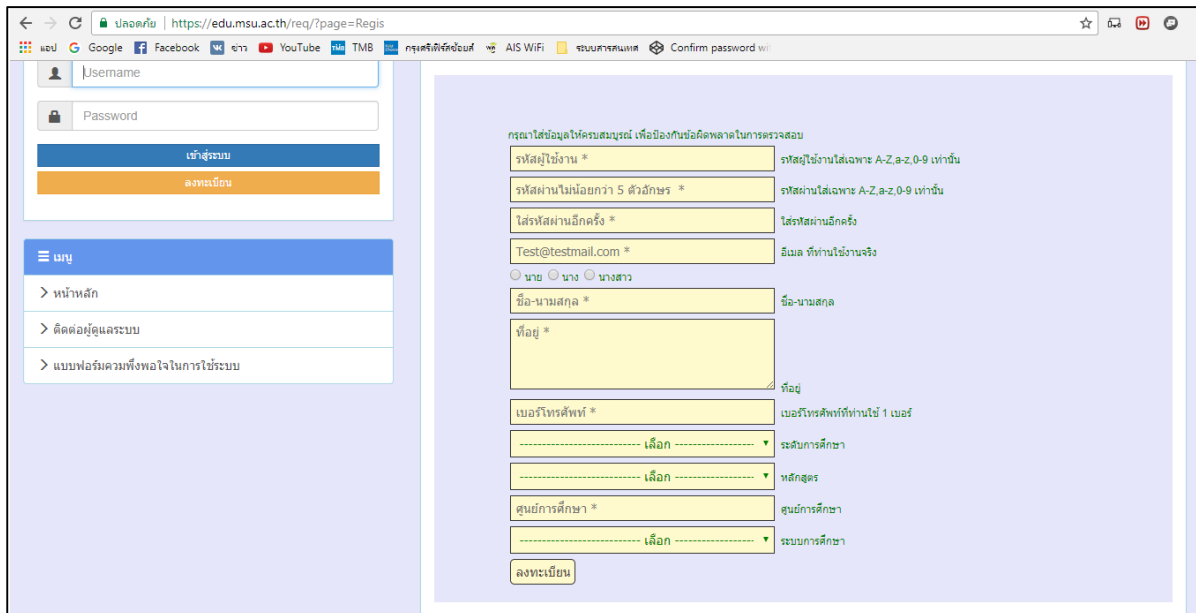 ปลอดภัย | https://edu.msu.ac.th/req/?page=Regis
แอป Google Facebook ข่าว YouTube TMB กรุงศรีเฟิร์สช้อยส์ AIS WiFi ระบบสารสนเทศ Confirm password wi
Username
Password
เข้าสู่ระบบ
ลงทะเบียน
เมนู
หน้าหลัก
ติดต่อผู้ดูแลระบบ
แบบฟอร์มควมพึ่งพอใจในการใช้ระบบ
กรุณาใส่ข้อมูลให้ครบสมบูรณ์ เพื่อป้องกันข้อผิดพลาดในการตรวจสอบ
รหัสผู้ใช้งาน * รหัสผู้ใช้งานใส่เฉพาะ A-Z,a-z,0-9 เท่านั้น
รหัสผ่านไม่น้อยกว่า 5 ตัวอักษร * รหัสผ่านใส่เฉพาะ A-Z,a-z,0-9 เท่านั้น
ใส่รหัสผ่านอีกครั้ง * ใส่รหัสผ่านอีกครั้ง
Test@testmail.com * อีเมล ที่ท่านใช้งานจริง
นาย นาง นางสาว
ชื่อ-นามสกุล * ชื่อ-นามสกุล
ที่อยู่ * ที่อยู่
เบอร์โทรศัพท์ * เบอร์โทรศัพท์ที่ท่านใช้ 1 เบอร์
--------------------------- เลือก ------------------ ระดับการศึกษา
--------------------------- เลือก ------------------ หลักสูตร
ศูนย์การศึกษา * ศูนย์การศึกษา
--------------------------- เลือก ------------------ ระบบการศึกษา
ลงทะเบียน